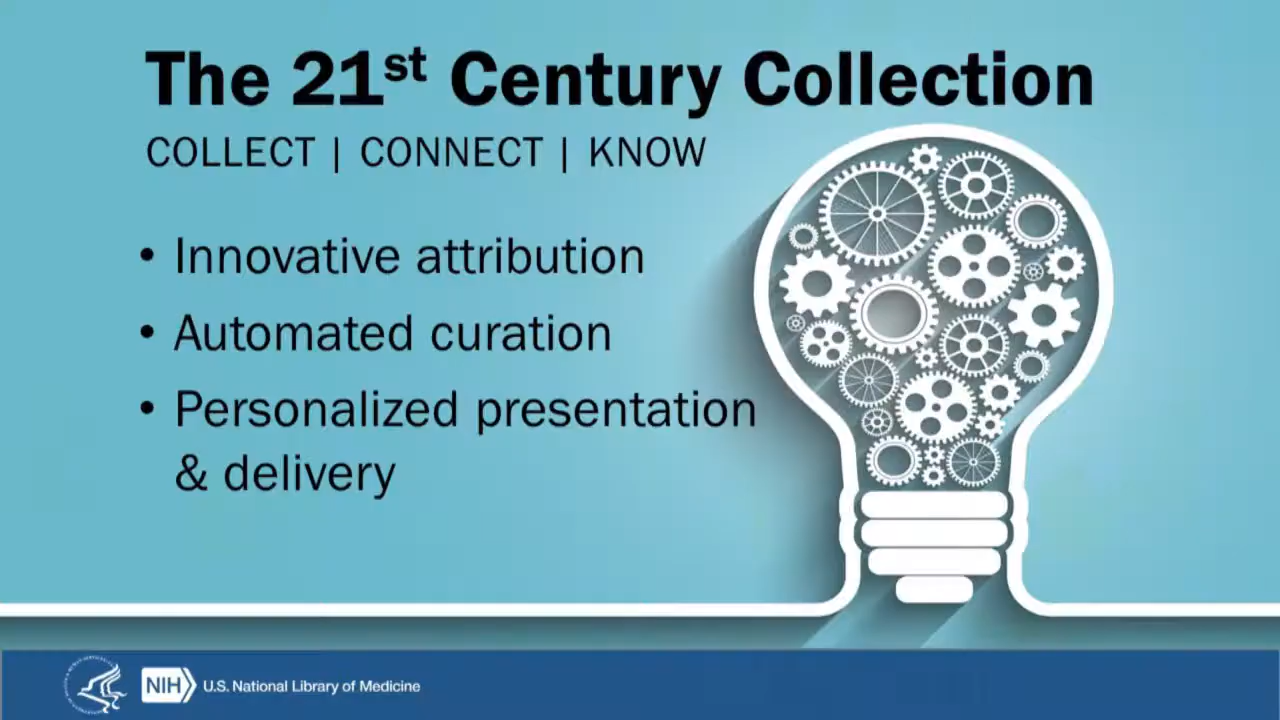 The 21st Century Collection
COLLECT | CONNECT | KNOW
• Innovative attribution
• Automated curation
• Personalized presentation
& delivery
NIH U.S. National Library of Medicine